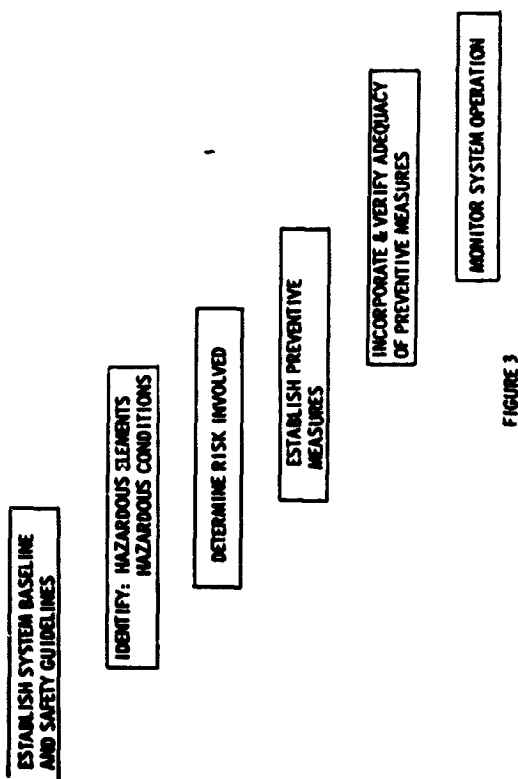 ESTABLISH SYSTEM BASELINE
AND SAFETY GUIDELINES
IDENTIFY: HAZARDOUS ELEMENTS
HAZARDOUS CONDITIONS
DETERMINE RISK INVOLVED
ESTABLISH PREVENTIVE
MEASURES
INCORPORATE & VERIFY ADEQUACY
OF PREVENTIVE MEASURES
MONITOR SYSTEM OPERATION
FIGURE 3